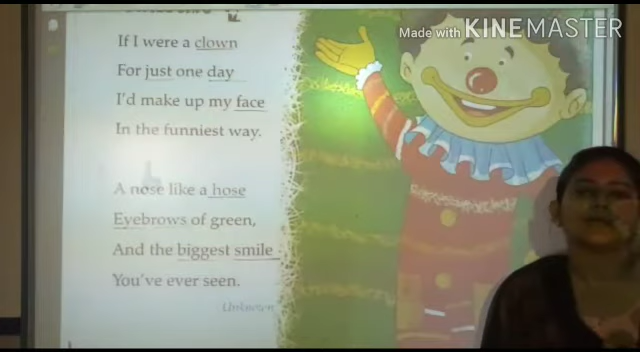 Made with KINEMASTER
If I were a clown
For just one day
I'd make up my face
In the funniest way.
A nose like a hose
Eyebrows of green,
And the biggest smile
You've ever seen.
Unknown